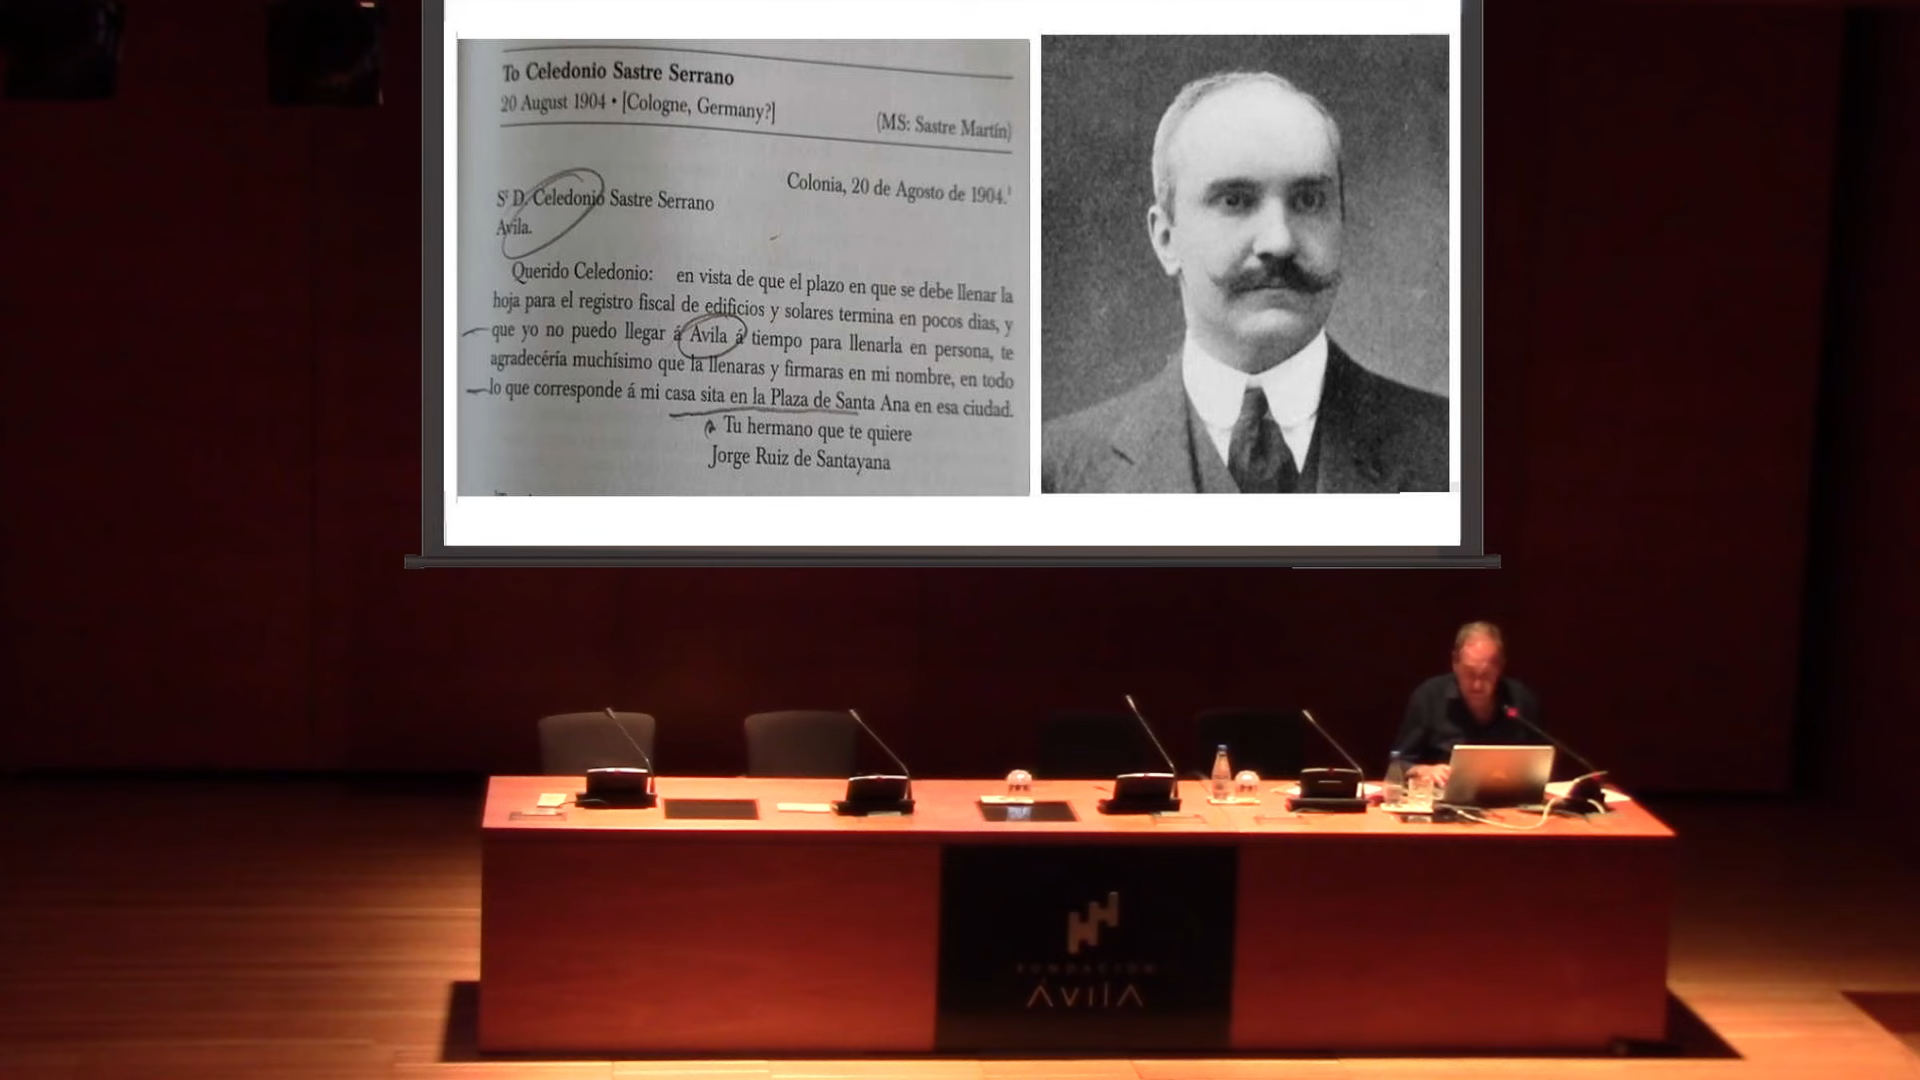 To Celedonio Sastre Serrano
20 August 1904 • [Cologne, Germany?]
(MS: Sastre Martín)
Colonia, 20 de Agosto de 1904.¹
Sr D. Celedonio Sastre Serrano
Avila.
Querido Celedonio: en vista de que el plazo en que se debe llenar la
hoja para el registro fiscal de edificios y solares termina en pocos dias, y
que yo no puedo llegar á Avila á tiempo para llenarla en persona, te
agradecéria muchísimo que la llenaras y firmaras en mi nombre, en todo
lo que corresponde á mi casa sita en la Plaza de Santa Ana en esa ciudad.
Tu hermano que te quiere
Jorge Ruiz de Santayana
FUNDACION
ÁVILA